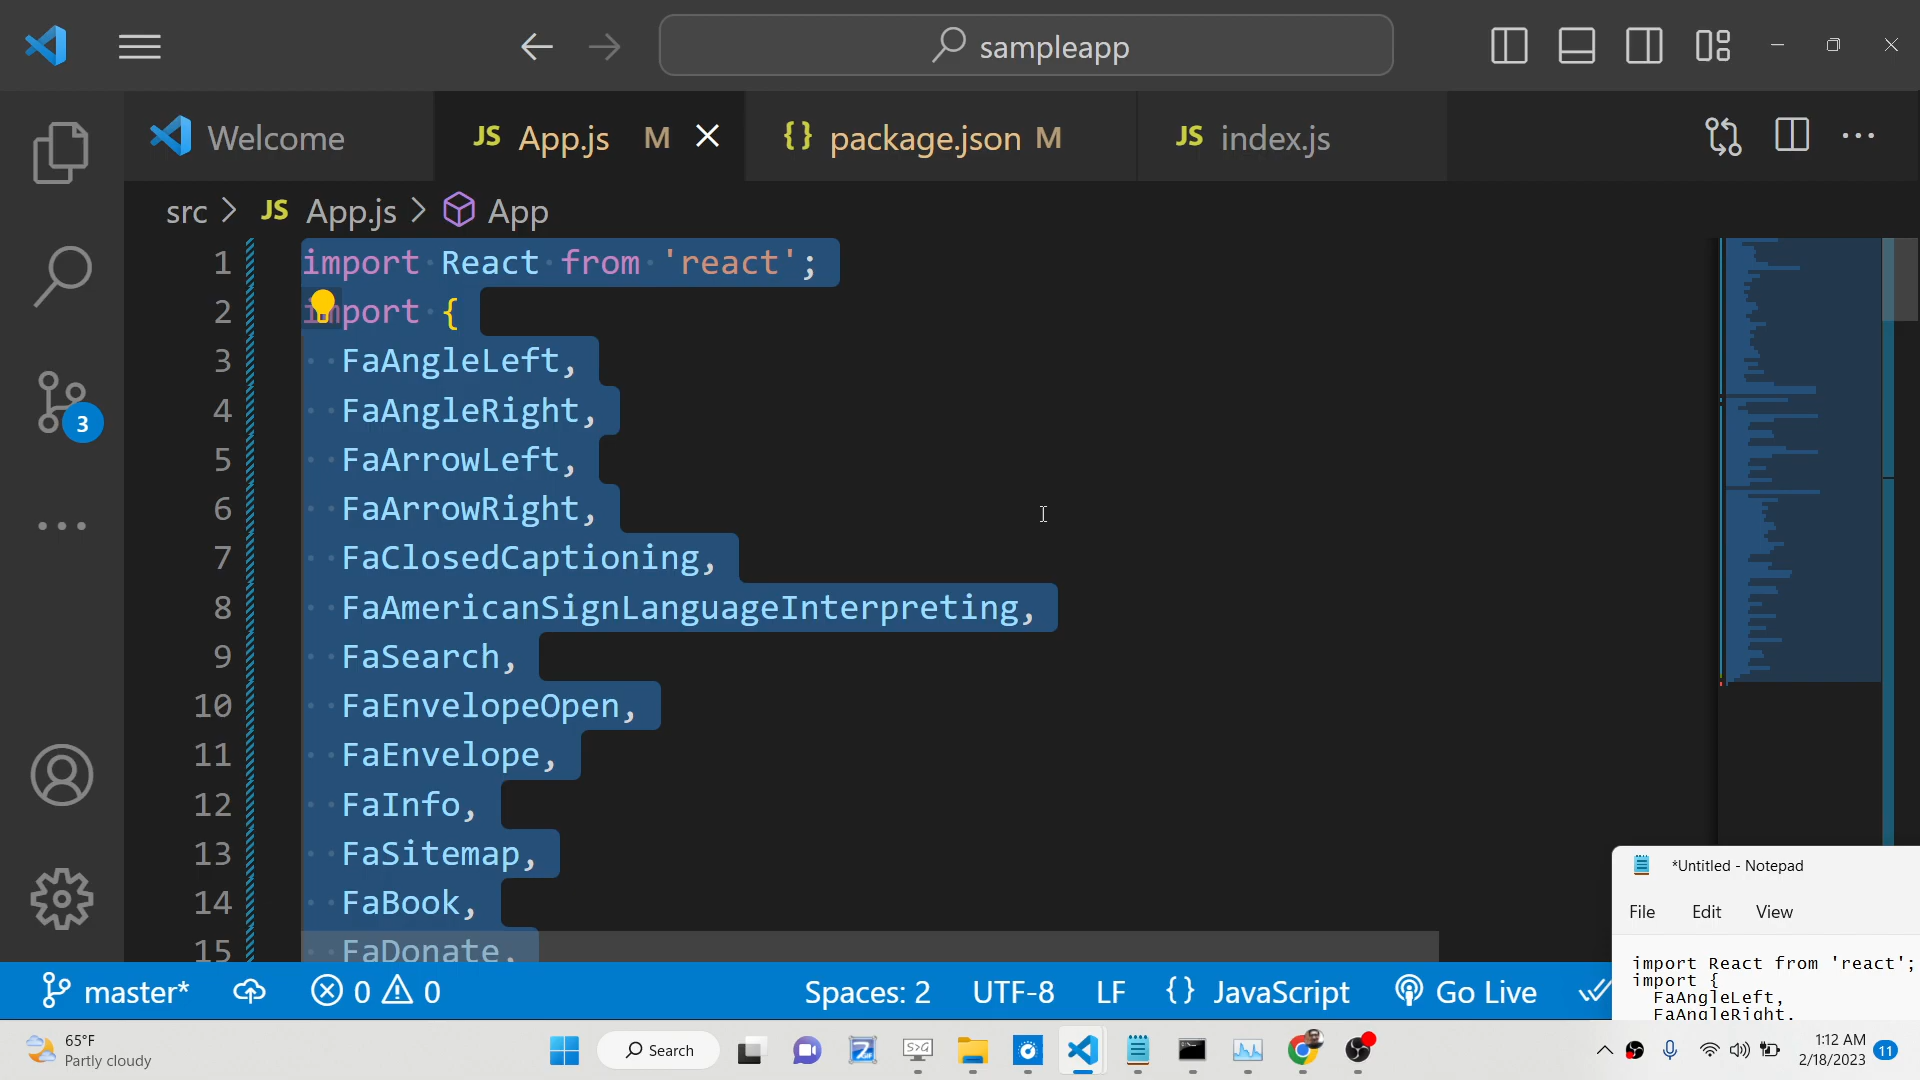 sampleapp
Welcome
JS App.js M
{} package.json M
JS index.js
src > JS App.js > App
1 import React from 'react';
2 import {
3 FaAngleLeft,
4 FaAngleRight,
5 FaArrowLeft,
6 FaArrowRight,
7 FaClosedCaptioning,
8 FaAmericanSignLanguageInterpreting,
9 FaSearch,
10 FaEnvelopeOpen,
11 FaEnvelope,
12 FaInfo,
13 FaSitemap,
14 FaBook,
15 FaDonate,
3
*Untitled - Notepad
File Edit View
import React from 'react';
import {
FaAngleLeft,
FaAngleRight,
master* 0 0 Spaces: 2 UTF-8 LF {} JavaScript Go Live
65°F
Partly cloudy
Search
1:12 AM
2/18/2023
11